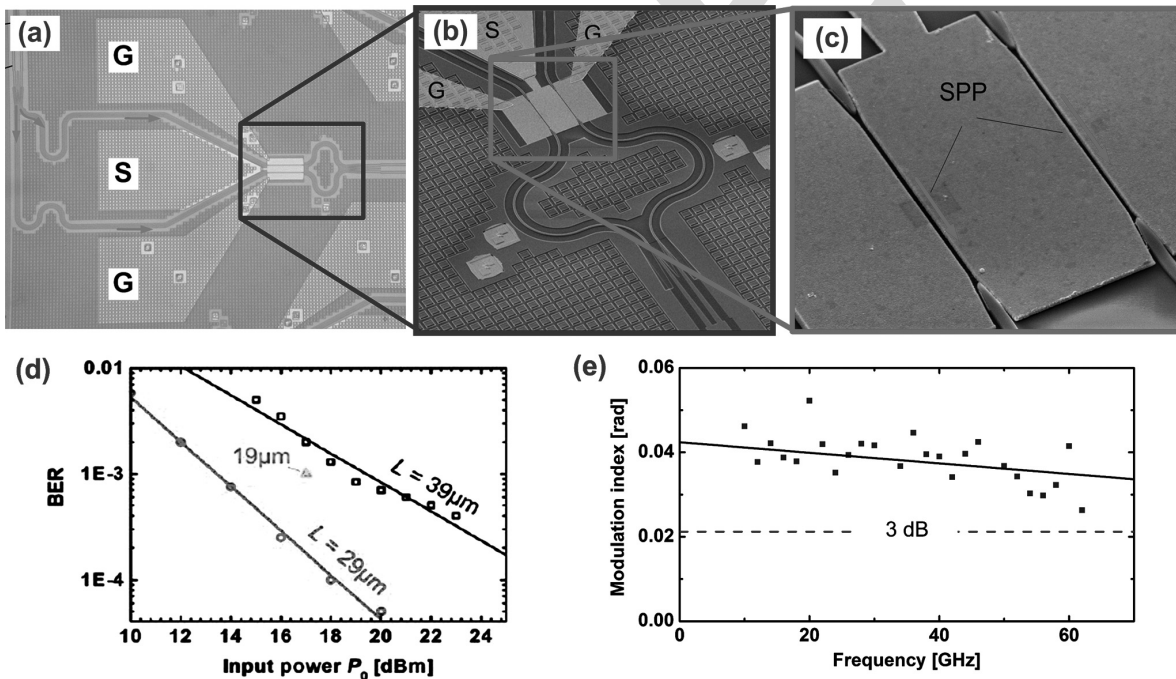 (a)
G
S
G
(b)
S
G
G
(c)
SPP
(d)
0.01
1E-3
1E-4
BER
19µm
L = 39µm
L = 29µm
10 12 14 16 18 20 22 24
Input power P0 [dBm]
(e)
0.06
0.04
0.02
0.00
Modulation index [rad]
3 dB
0 20 40 60
Frequency [GHz]